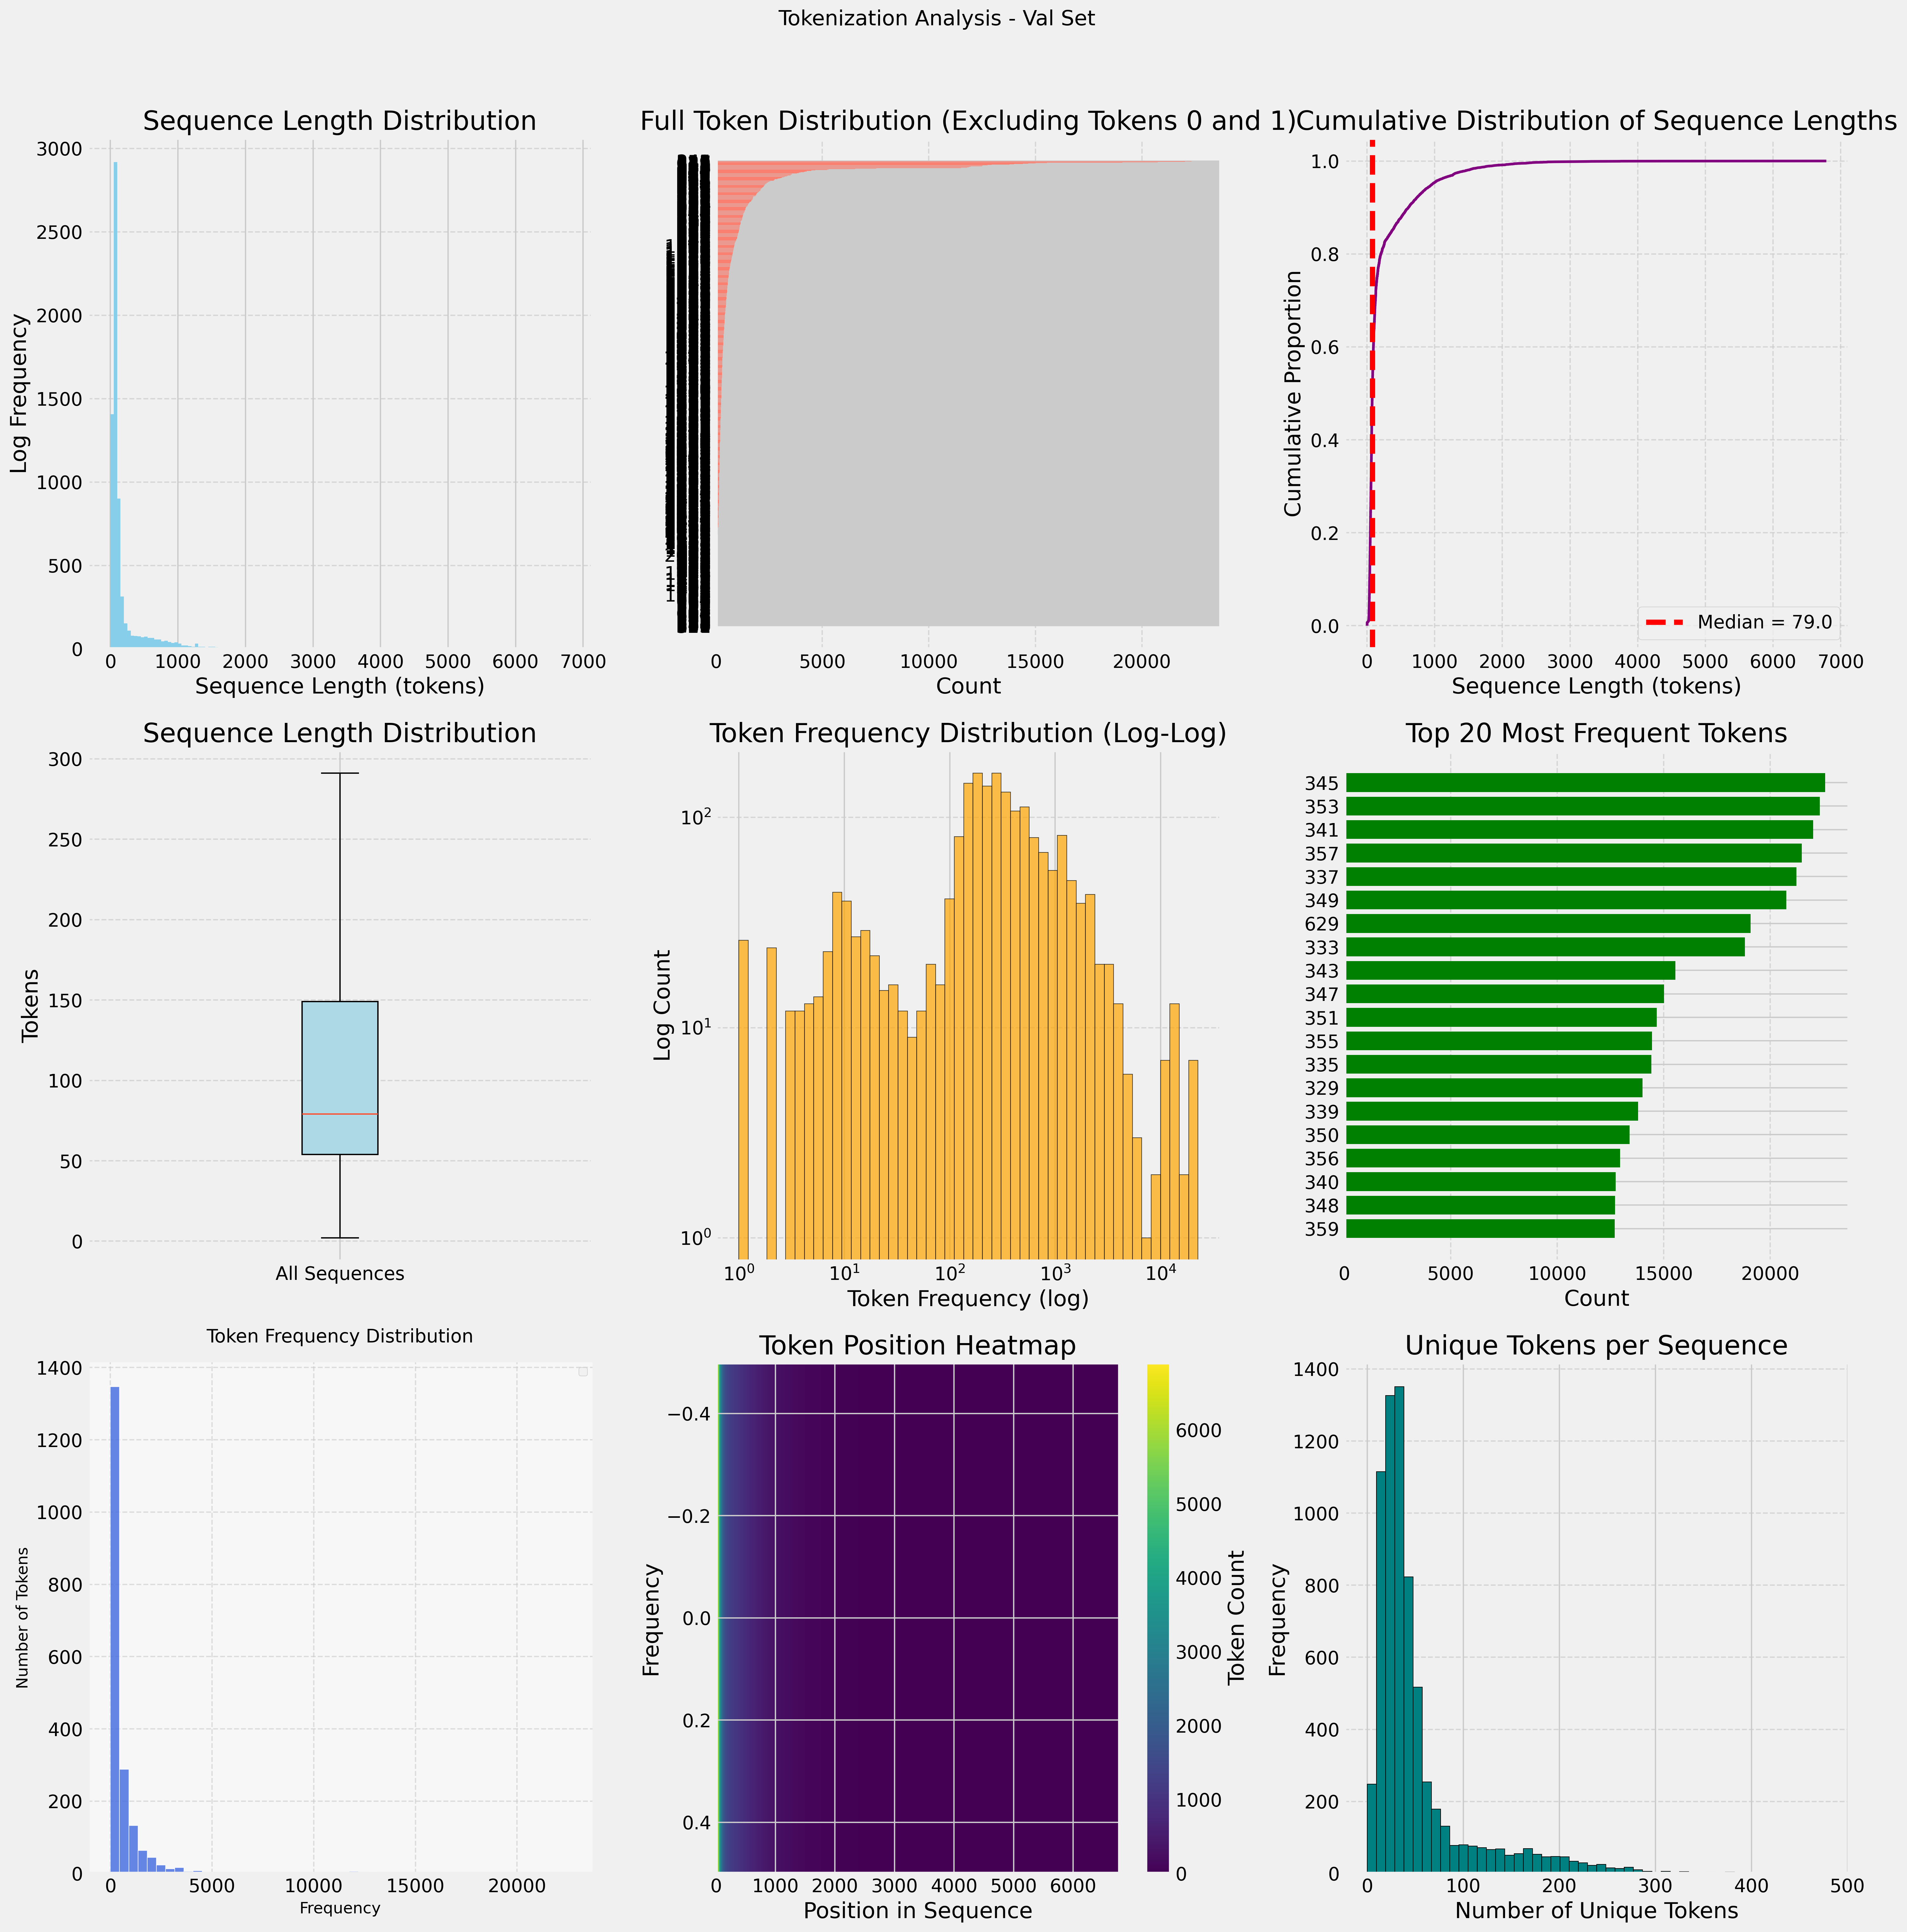 Tokenization Analysis - Val Set
Sequence Length Distribution
3000
2500
2000
1500
1000
500
0
Log Frequency
0 1000 2000 3000 4000 5000 6000 7000
Sequence Length (tokens)
Full Token Distribution (Excluding Tokens 0 and 1)
0 5000 10000 15000 20000
Count
Cumulative Distribution of Sequence Lengths
1.0
0.8
0.6
0.4
0.2
0.0
Cumulative Proportion
Median = 79.0
0 1000 2000 3000 4000 5000 6000 7000
Sequence Length (tokens)
Sequence Length Distribution
300
250
200
150
100
50
0
Tokens
All Sequences
Token Frequency Distribution (Log-Log)
10²
10¹
10⁰
Log Count
10⁰ 10¹ 10² 10³ 10⁴
Token Frequency (log)
Top 20 Most Frequent Tokens
345
353
341
357
337
349
629
333
343
347
351
355
335
329
339
350
356
340
348
359
0 5000 10000 15000 20000
Count
Token Frequency Distribution
1400
1200
1000
800
600
400
200
0
Number of Tokens
0 5000 10000 15000 20000
Frequency
Token Position Heatmap
−0.4
−0.2
0.0
0.2
0.4
Frequency
0 1000 2000 3000 4000 5000 6000
Position in Sequence
6000
5000
4000
3000
2000
1000
0
Token Count
Unique Tokens per Sequence
1400
1200
1000
800
600
400
200
0
Frequency
0 100 200 300 400 500
Number of Unique Tokens